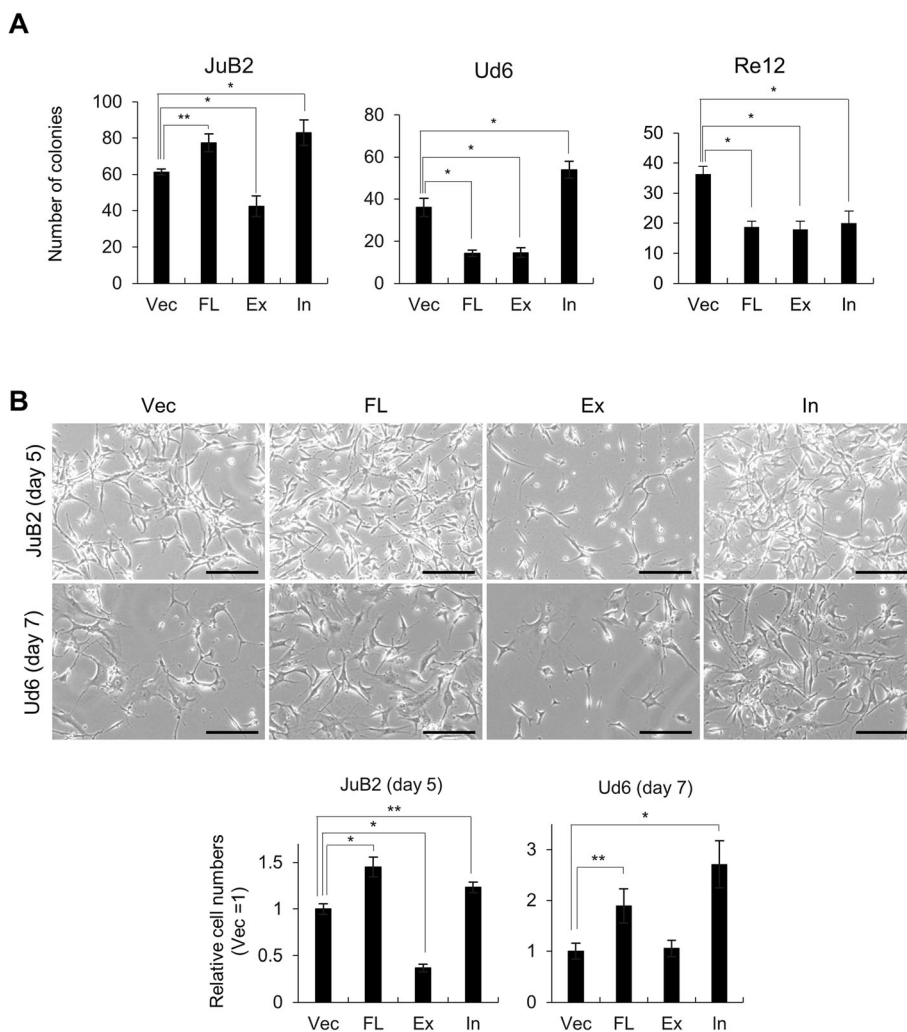 A
JuB2
Number of colonies
100
80
60
40
20
0
*
*
**
Vec FL Ex In
Ud6
80
60
40
20
0
*
*
*
Vec FL Ex In
Re12
50
40
30
20
10
0
*
*
*
Vec FL Ex In
B
Vec FL Ex In
JuB2 (day 5)
Ud6 (day 7)
JuB2 (day 5)
Relative cell numbers
(Vec =1)
1.5
1
0.5
0
**
*
*
Vec FL Ex In
Ud6 (day 7)
3
2
1
0
*
**
Vec FL Ex In